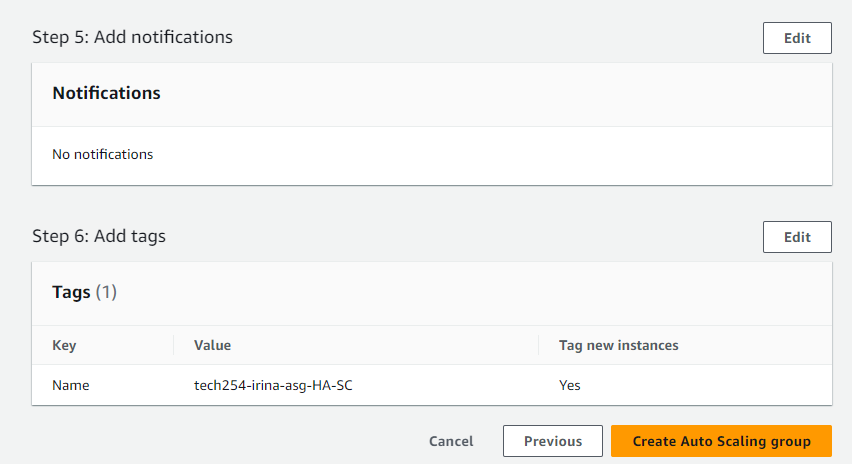 Step 5: Add notifications
Edit
Notifications
No notifications
Step 6: Add tags
Edit
Tags (1)
Key Value Tag new instances
Name tech254-irina-asg-HA-SC Yes
Cancel Previous Create Auto Scaling group